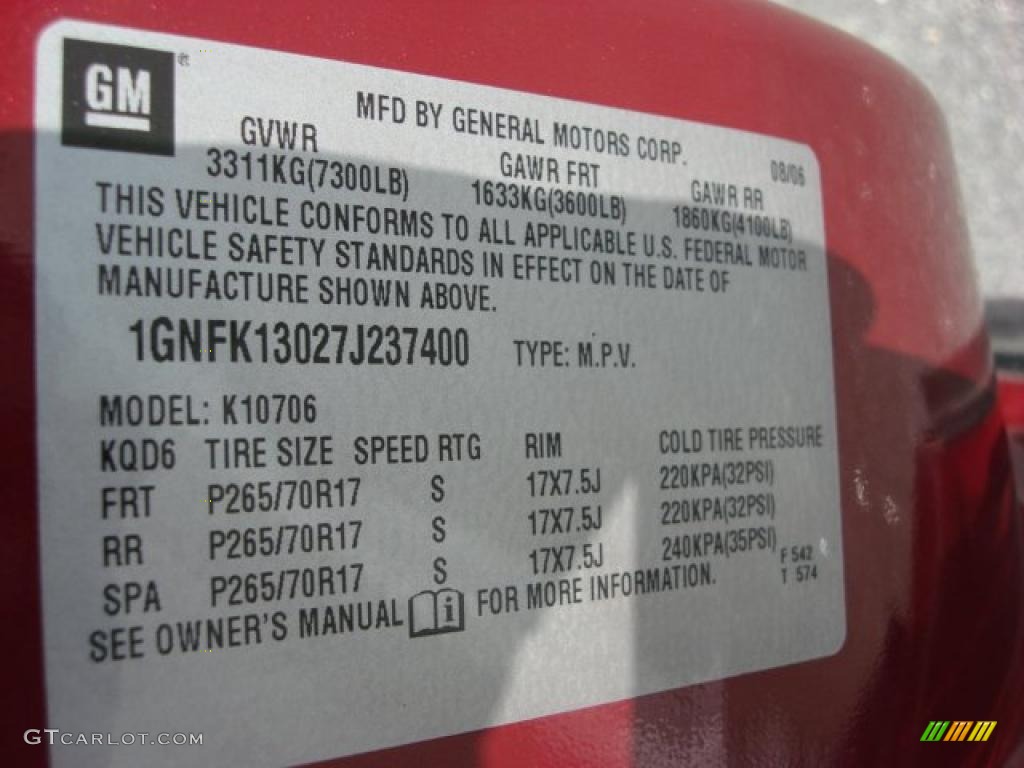 GM ®
MFD BY GENERAL MOTORS CORP. 08/06
GVWR GAWR FRT GAWR RR
3311KG(7300LB) 1633KG(3600LB) 1860KG(4100LB)
THIS VEHICLE CONFORMS TO ALL APPLICABLE U.S. FEDERAL MOTOR
VEHICLE SAFETY STANDARDS IN EFFECT ON THE DATE OF
MANUFACTURE SHOWN ABOVE.
1GNFK13027J237400 TYPE: M.P.V.
MODEL: K10706
KQD6 TIRE SIZE SPEED RTG RIM COLD TIRE PRESSURE
FRT P265/70R17 S 17X7.5J 220KPA(32PSI)
RR P265/70R17 S 17X7.5J 220KPA(32PSI)
SPA P265/70R17 S 17X7.5J 240KPA(35PSI)
SEE OWNER'S MANUAL i FOR MORE INFORMATION.
F 542
T 574
GTCARLOT.COM